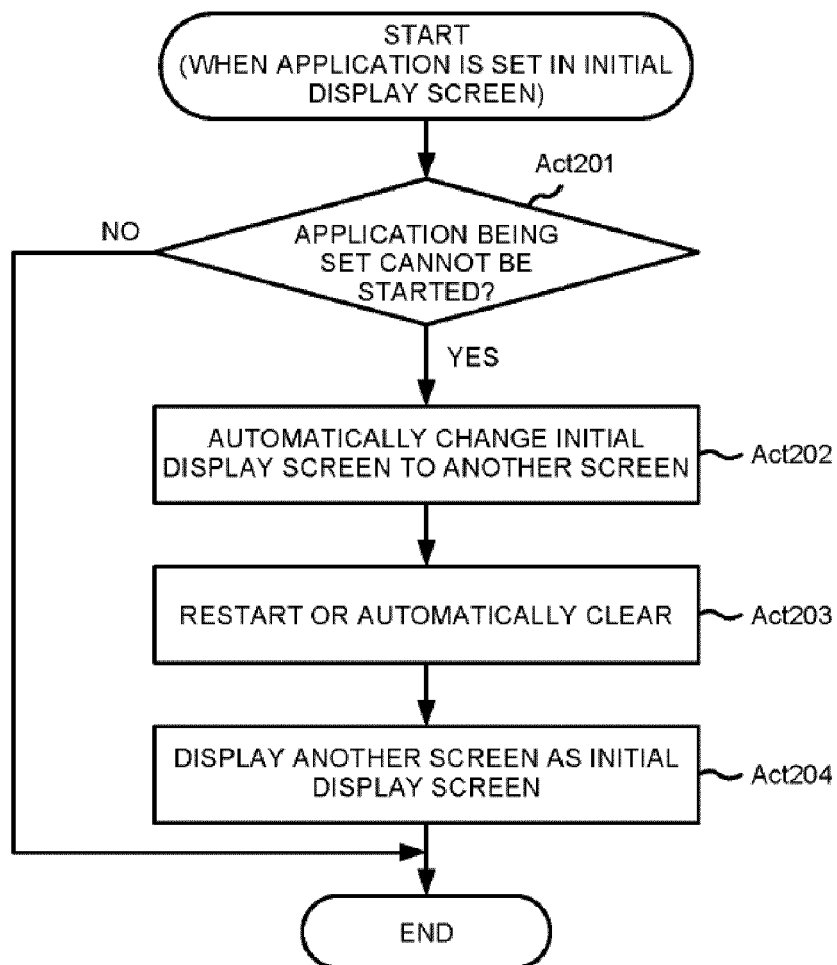 START
(WHEN APPLICATION IS SET IN INITIAL
DISPLAY SCREEN)
Act201
NO
APPLICATION BEING
SET CANNOT BE
STARTED?
YES
AUTOMATICALLY CHANGE INITIAL
DISPLAY SCREEN TO ANOTHER SCREEN
Act202
RESTART OR AUTOMATICALLY CLEAR
Act203
DISPLAY ANOTHER SCREEN AS INITIAL
DISPLAY SCREEN
Act204
END